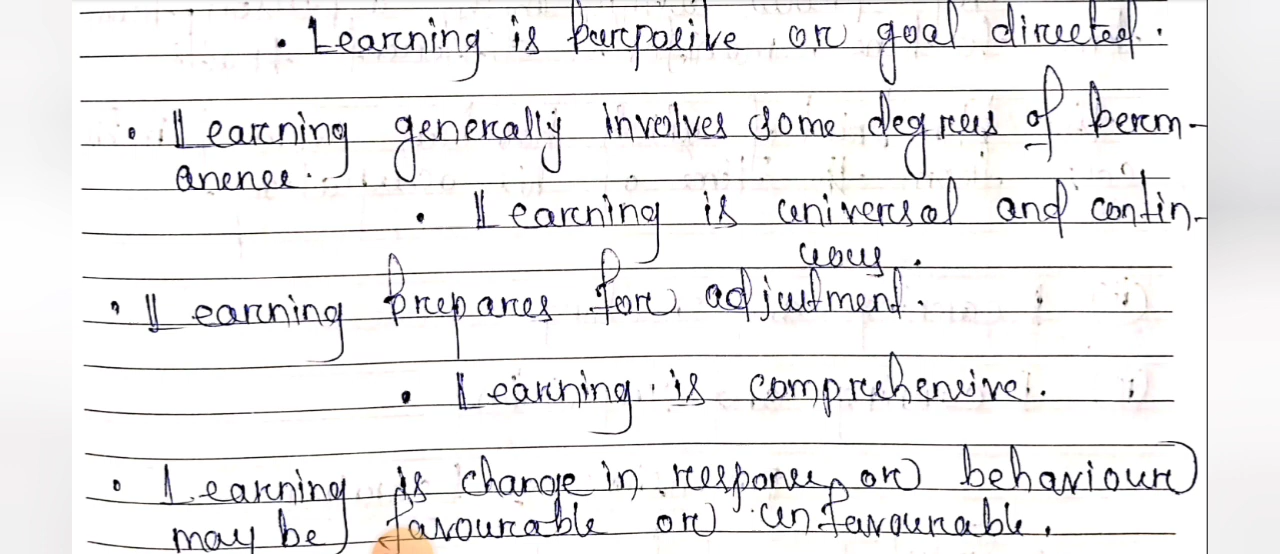 • Learning is purposive or goal directed.
• Learning generally involves some degrees of perm-
anence.
• Learning is universal and contin-
uous.
• Learning prepares for adjustment.
• Learning is comprehensive.
• Learning is change in response or behaviour
may be favourable or unfavourable.